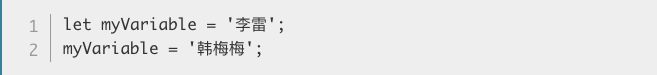 1 let myVariable = '李雷';
2 myVariable = '韩梅梅';